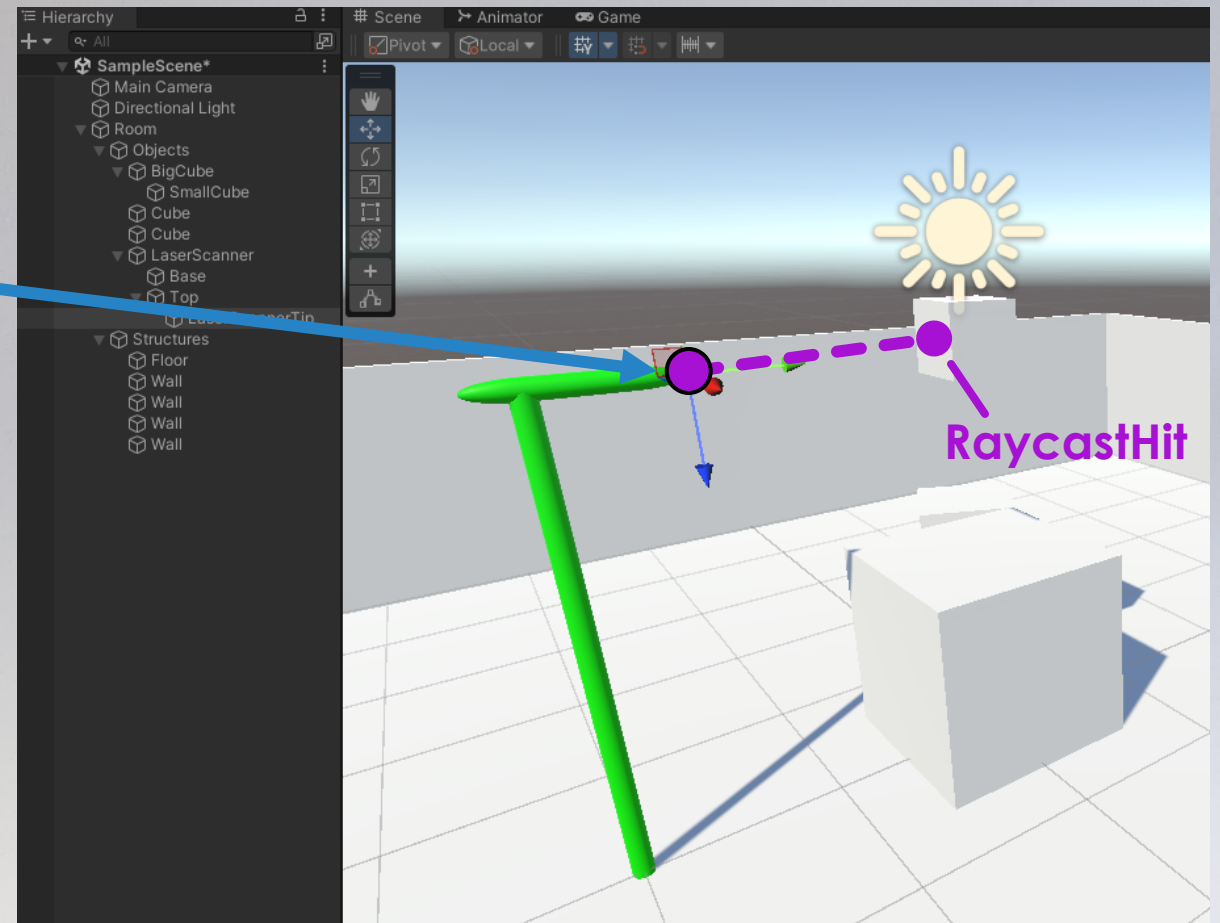 Hierarchy
All
SampleScene*
Main Camera
Directional Light
Room
Objects
BigCube
SmallCube
Cube
Cube
LaserScanner
Base
Top
LaserScannerTip
Structures
Floor
Wall
Wall
Wall
Wall
Scene Animator Game
Pivot Local
RaycastHit